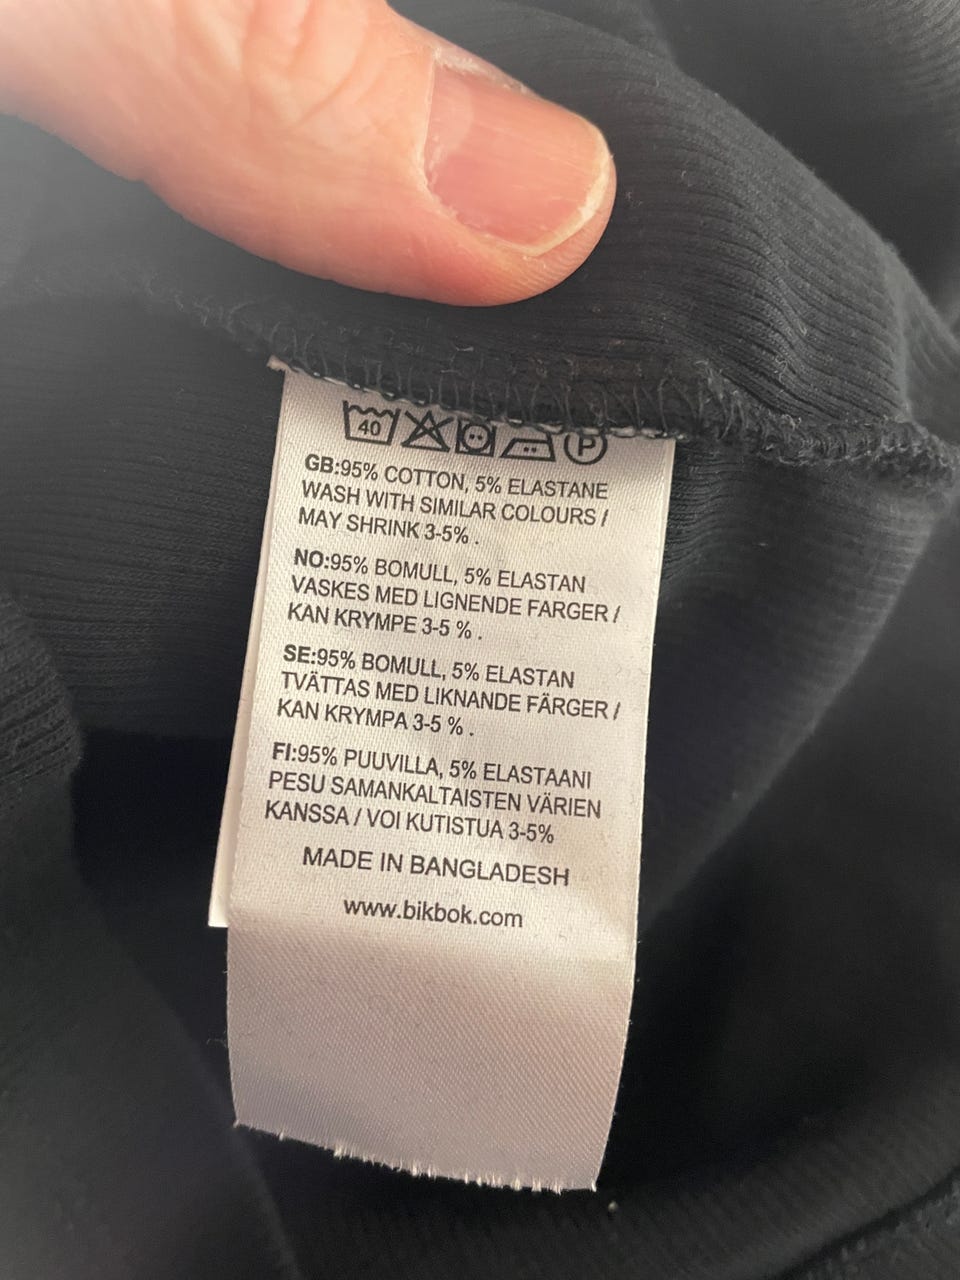 40 P
GB:95% COTTON, 5% ELASTANE
WASH WITH SIMILAR COLOURS /
MAY SHRINK 3-5% .
NO:95% BOMULL, 5% ELASTAN
VASKES MED LIGNENDE FARGER /
KAN KRYMPE 3-5 % .
SE:95% BOMULL, 5% ELASTAN
TVÄTTAS MED LIKNANDE FÄRGER /
KAN KRYMPA 3-5 % .
FI:95% PUUVILLA, 5% ELASTAANI
PESU SAMANKALTAISTEN VÄRIEN
KANSSA / VOI KUTISTUA 3-5%
MADE IN BANGLADESH
www.bikbok.com